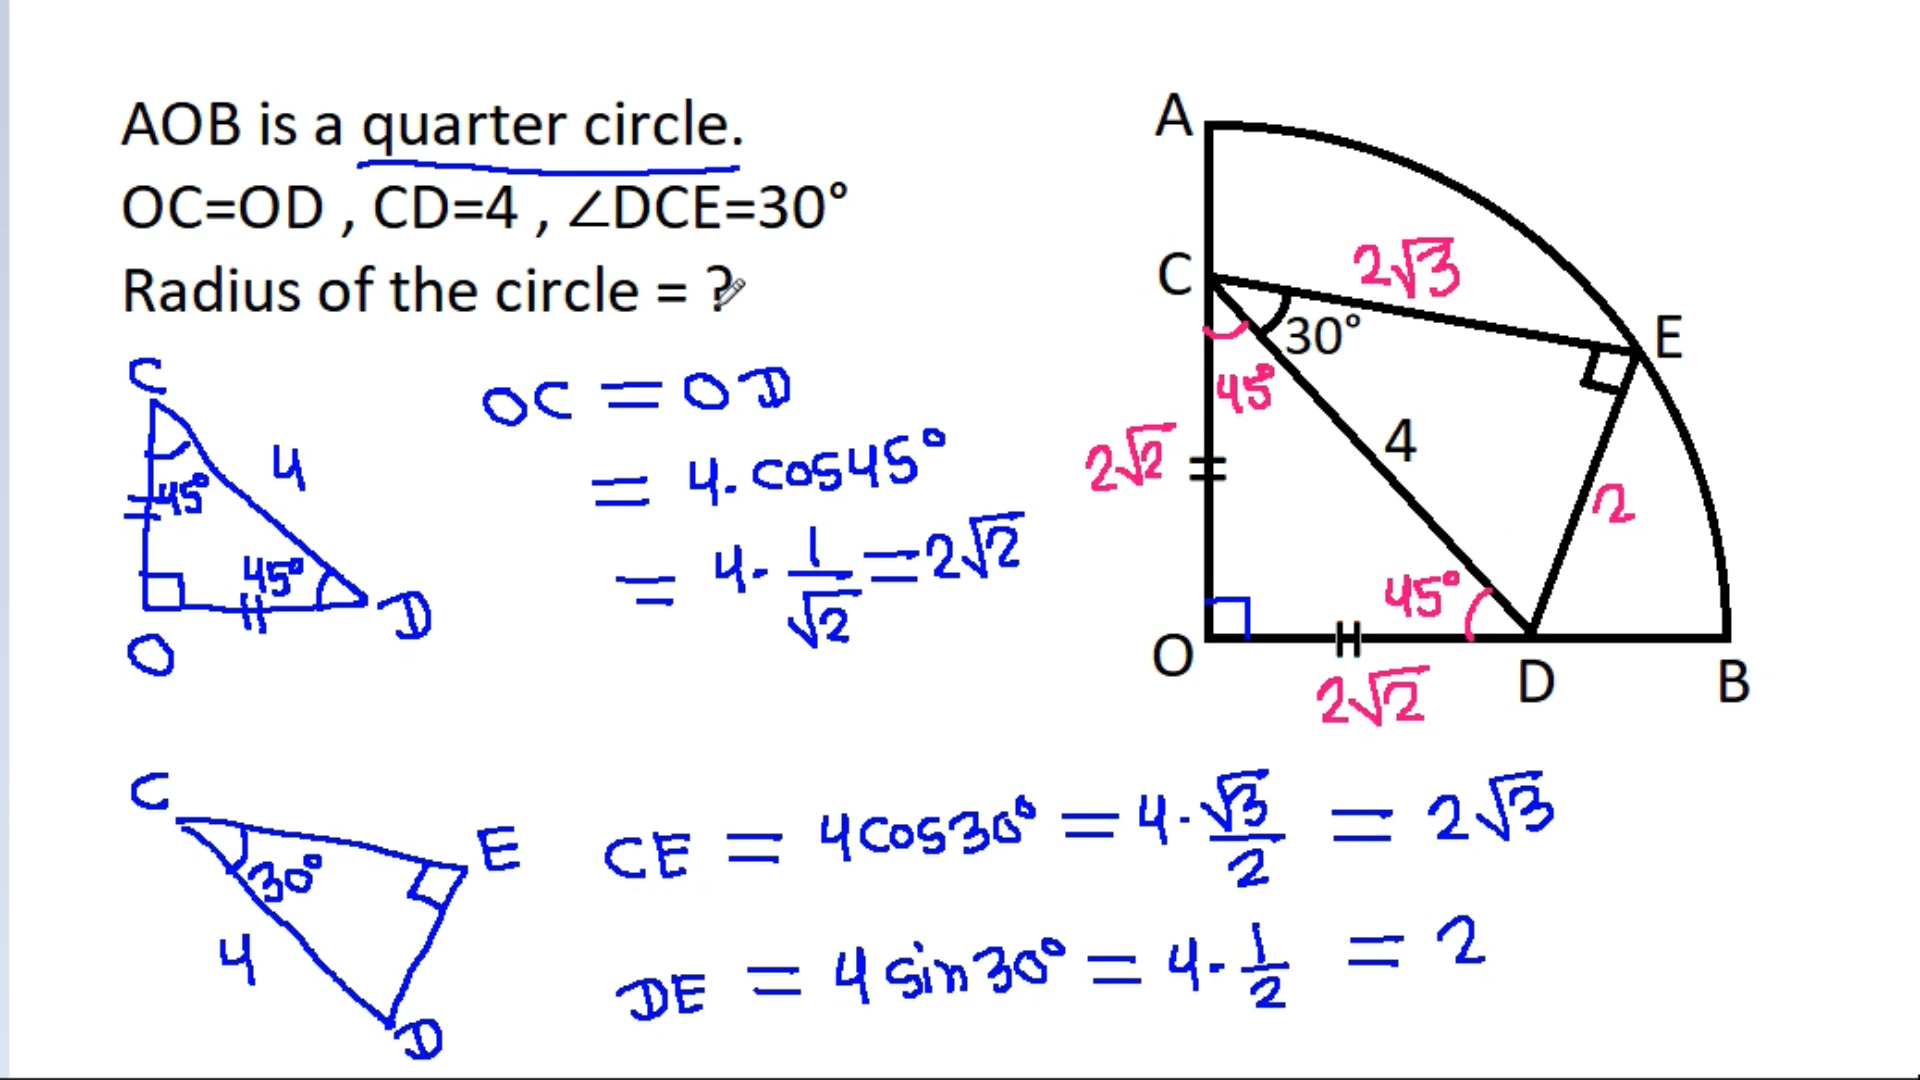 AOB is a quarter circle.
OC=OD , CD=4 , ∠DCE=30°
Radius of the circle = ?
C
45°
4
45°
O
D
OC = OD
= 4. cos45°
= 4. 1/√2 = 2√2
A
C
2√3
30°
E
45°
2√2
4
2
45°
O
D
B
2√2
C
30°
E
4
D
CE = 4cos30° = 4. √3/2 = 2√3
DE = 4 sin30° = 4. 1/2 = 2